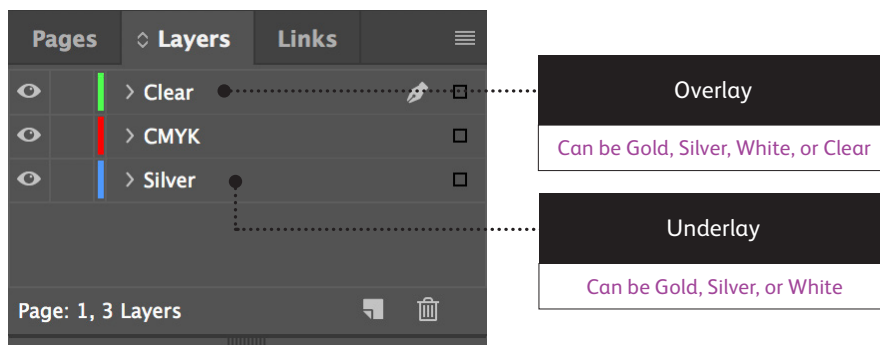 Pages
Layers
Links
Clear
CMYK
Silver
Page: 1, 3 Layers
Overlay
Can be Gold, Silver, White, or Clear
Underlay
Can be Gold, Silver, or White